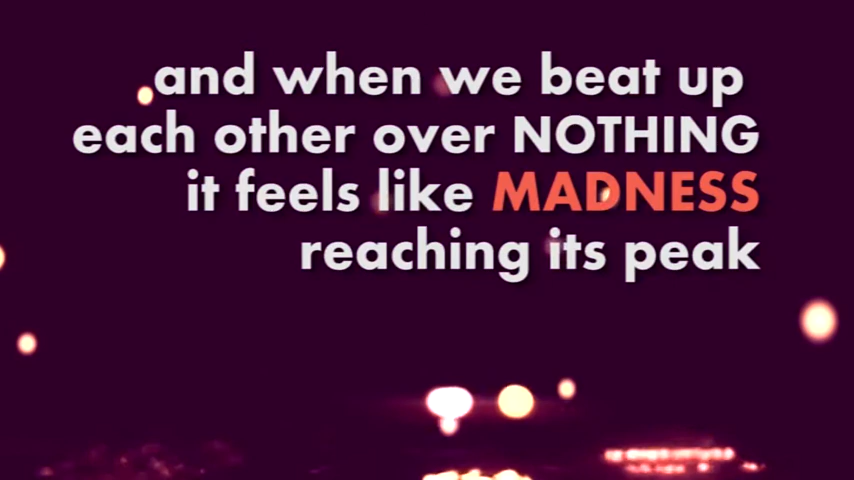 and when we beat up
each other over NOTHING
it feels like MADNESS
reaching its peak